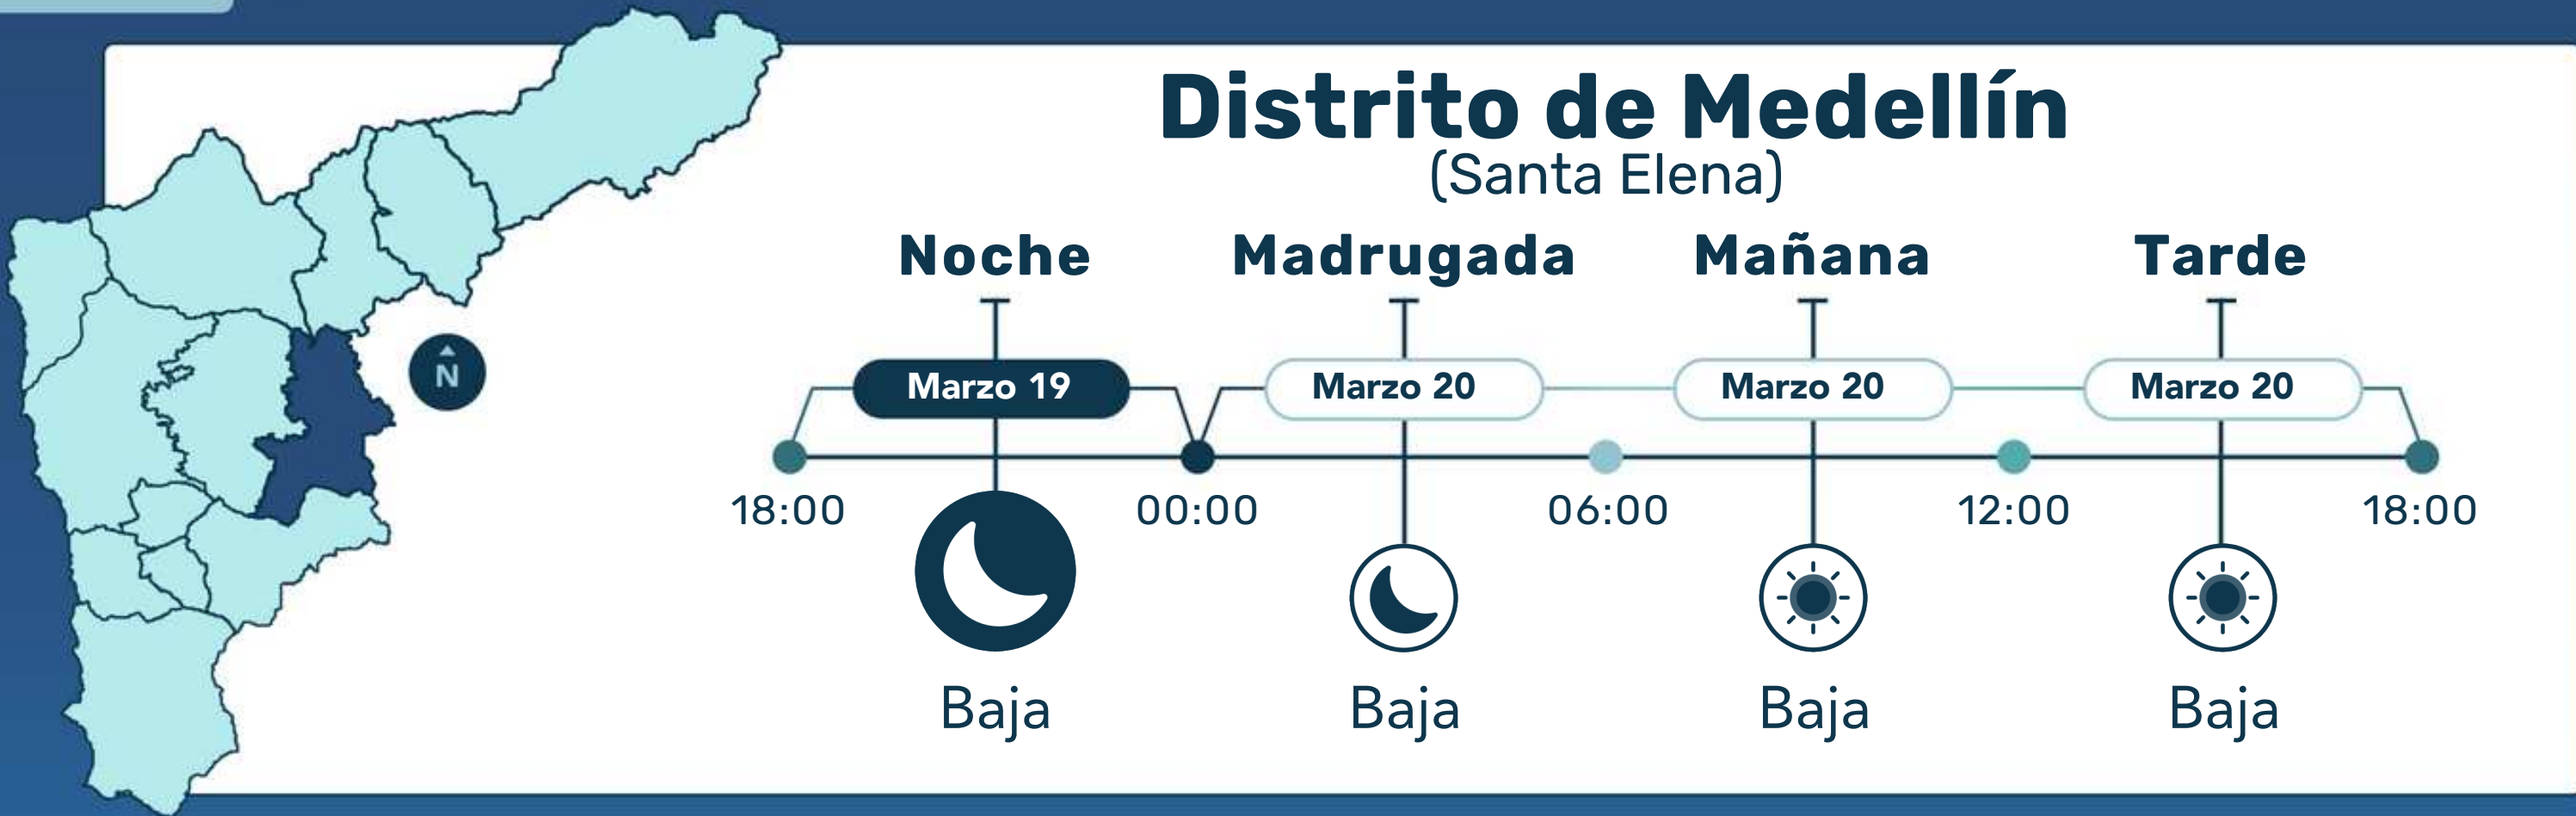 Distrito de Medellín
(Santa Elena)
Noche Madrugada Mañana Tarde
N
Marzo 19 Marzo 20 Marzo 20 Marzo 20
18:00 00:00 06:00 12:00 18:00
Baja Baja Baja Baja